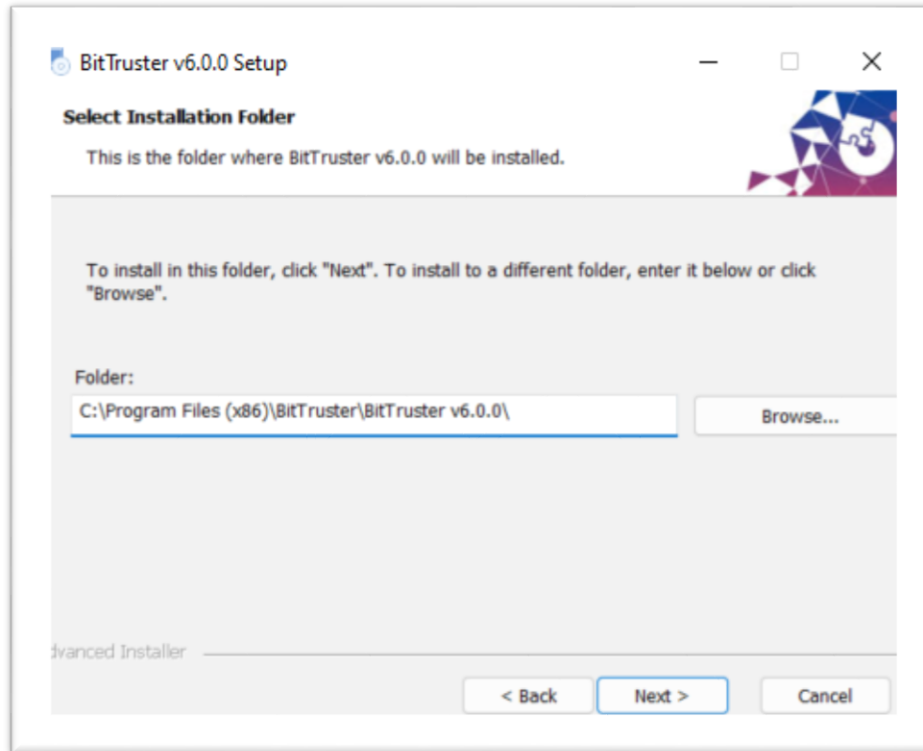 BitTruster v6.0.0 Setup
Select Installation Folder
This is the folder where BitTruster v6.0.0 will be installed.
To install in this folder, click "Next". To install to a different folder, enter it below or click
"Browse".
Folder:
C:\Program Files (x86)\BitTruster\BitTruster v6.0.0\
Browse...
dvanced Installer
< Back
Next >
Cancel